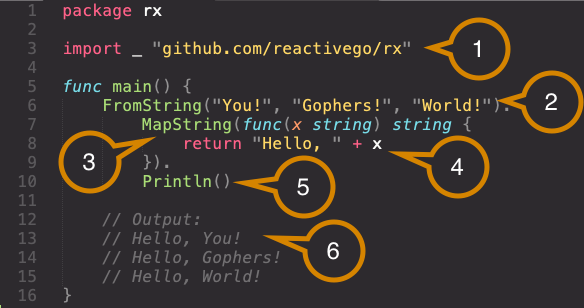 1 package rx
2
3 import _ "github.com/reactivego/rx" 1
4
5 func main() {
6 FromString("You!", "Gophers!", "World!"). 2
7 MapString(func(x string) string {
8 3 return "Hello, " + x 4
9 }).
10 Println() 5
11
12 // Output:
13 // Hello, You! 6
14 // Hello, Gophers!
15 // Hello, World!
16 }